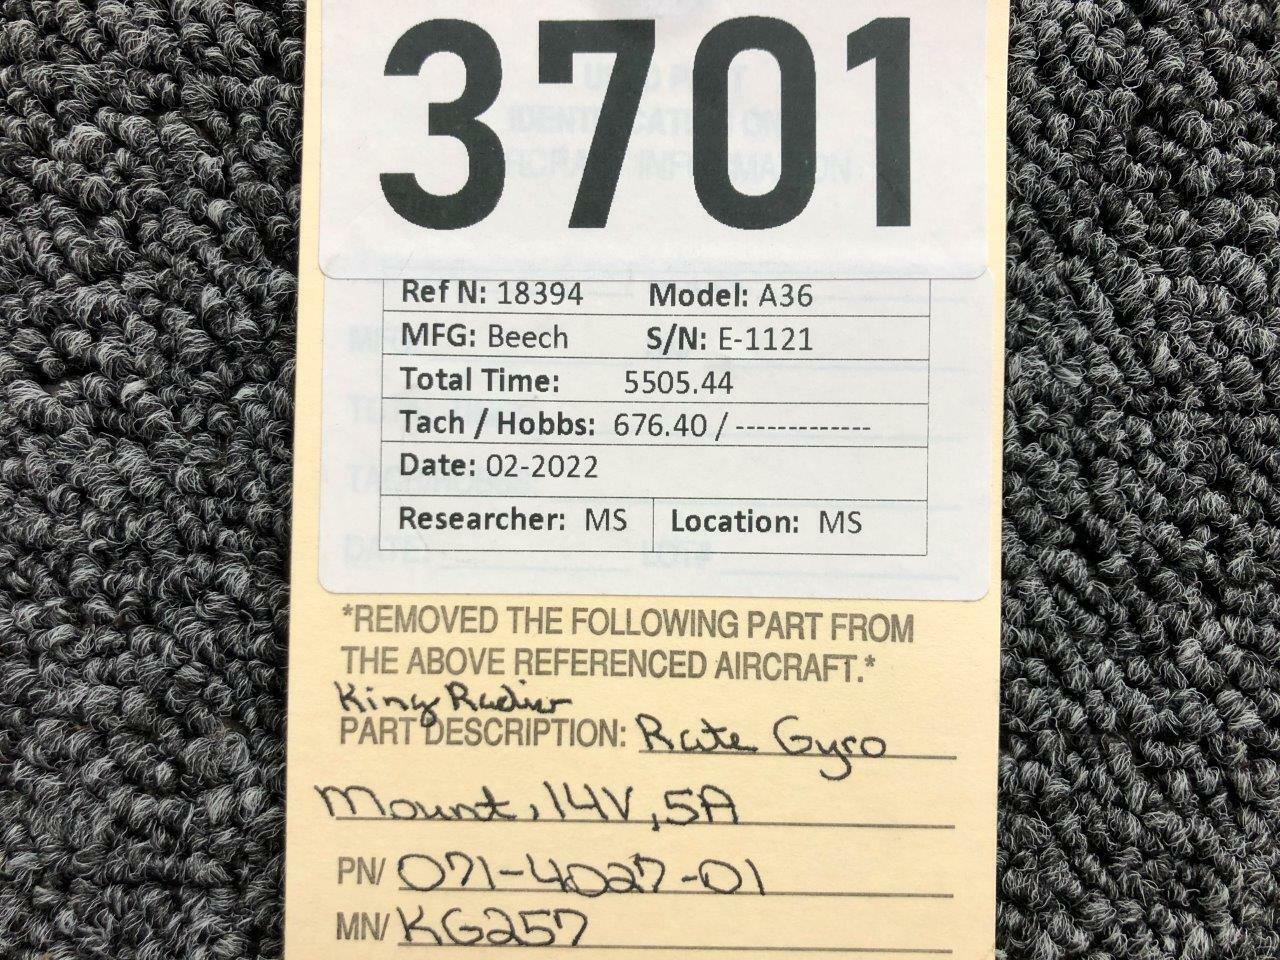 3701
Ref N: 18394 Model: A36
MFG: Beech S/N: E-1121
Total Time: 5505.44
Tach / Hobbs: 676.40 / -------------
Date: 02-2022
Researcher: MS Location: MS
*REMOVED THE FOLLOWING PART FROM
THE ABOVE REFERENCED AIRCRAFT.*
King
PART DESCRIPTION: Rate Gyro
Mount, 14V, 5A
PN/ 071-4027-01
MN/ KG257